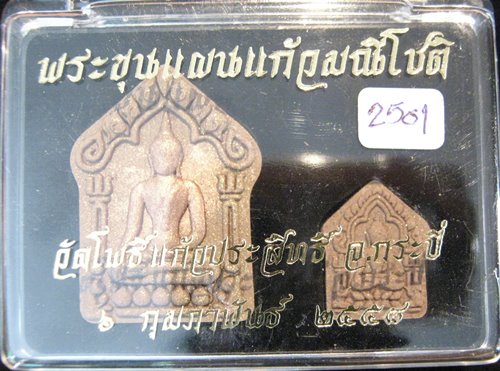 พระขุนแผนแก้วมณีโชติ
2501
วัดโพธิ์แก้วประสิทธิ์ จ.กระบี่
๖ กุมภาพันธ์ ๒๕๕๗